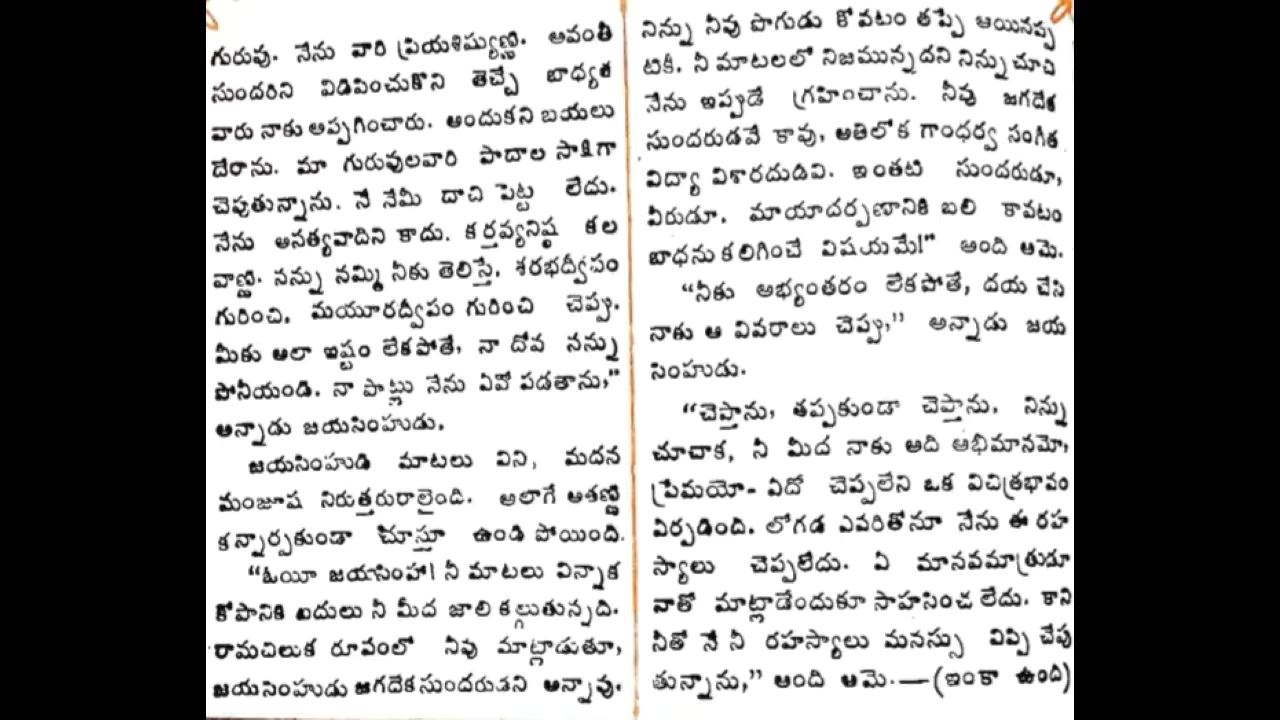 గురువు. నేను వారి ప్రియశిష్యుణ్ణి. అవంతీ
సుందరిని విడిపించుకొని తెచ్చే బాధ్యత
వారు నాకు అప్పగించారు. అందుకని బయలు
దేరాను. మా గురువులవారి పాదాల సాక్షిగా
చెపుతున్నాను. నే నేమీ దాచి పెట్ట లేదు.
నేను అసత్యవాదిని కాదు. కర్తవ్యనిష్ఠ కల
వాణ్ణి. నన్ను నమ్మి నీకు తెలిస్తే, శరభద్వీపం
గురించి, మయూరద్వీపం గురించి చెప్పు.
మీకు అలా ఇష్టం లేకపోతే, నా దోవ నన్ను
పోనీయండి. నా పాట్లు నేను ఏవో పడతాను,"
అన్నాడు జయసింహుడు.
జయసింహుడి మాటలు విని, మదన
మంజూష నిరుత్తరురాలైంది. అలాగే అతణ్ణి
కన్నార్పకుండా చూస్తూ ఉండి పోయింది.
"ఓయీ జయసింహా! నీ మాటలు విన్నాక
కోపానికి బదులు నీ మీద జాలి కల్గుతున్నది.
రామచిలుక రూపంలో నీవు మాట్లాడుతూ,
జయసింహుడు జగదేకసుందరుడని అన్నావు.
నిన్ను నీవు పొగుడు కోవటం తప్పే అయినప్ప
టికీ. నీ మాటలలో నిజమున్నదని నిన్నుచూచి
నేను ఇప్పుడే గ్రహించాను. నీవు జగదేక
సుందరుడవే కావు, అతిలోక గాంధర్వ సంగీత
విద్యా విశారదుడివి. ఇంతటి సుందరుడూ,
వీరుడూ. మాయాదర్పణానికి బలి కావటం
బాధను కలిగించే విషయమే!" అంది ఆమె.
"నీకు అభ్యంతరం లేకపోతే, దయ చేసి
నాకు ఆ వివరాలు చెప్పు," అన్నాడు జయ
సింహుడు.
"చెప్తాను, తప్పకుండా చెప్తాను. నిన్ను
చూచాక, నీ మీద నాకు అది అభిమానమో,
ప్రేమయో- ఏదో చెప్పలేని ఒక విచిత్రభావం
ఏర్పడింది. లోగడ ఎవరితోనూ నేను ఈ రహ
స్యాలు చెప్పలేదు. ఏ మానవమాత్రుడూ
నాతో మాట్లాడేందుకూ సాహసించ లేదు. కాని
నీతో నే నీ రహస్యాలు మనస్సు విప్పి చేపు
తున్నాను," అంది ఆమె.—(ఇంకా ఉంది)